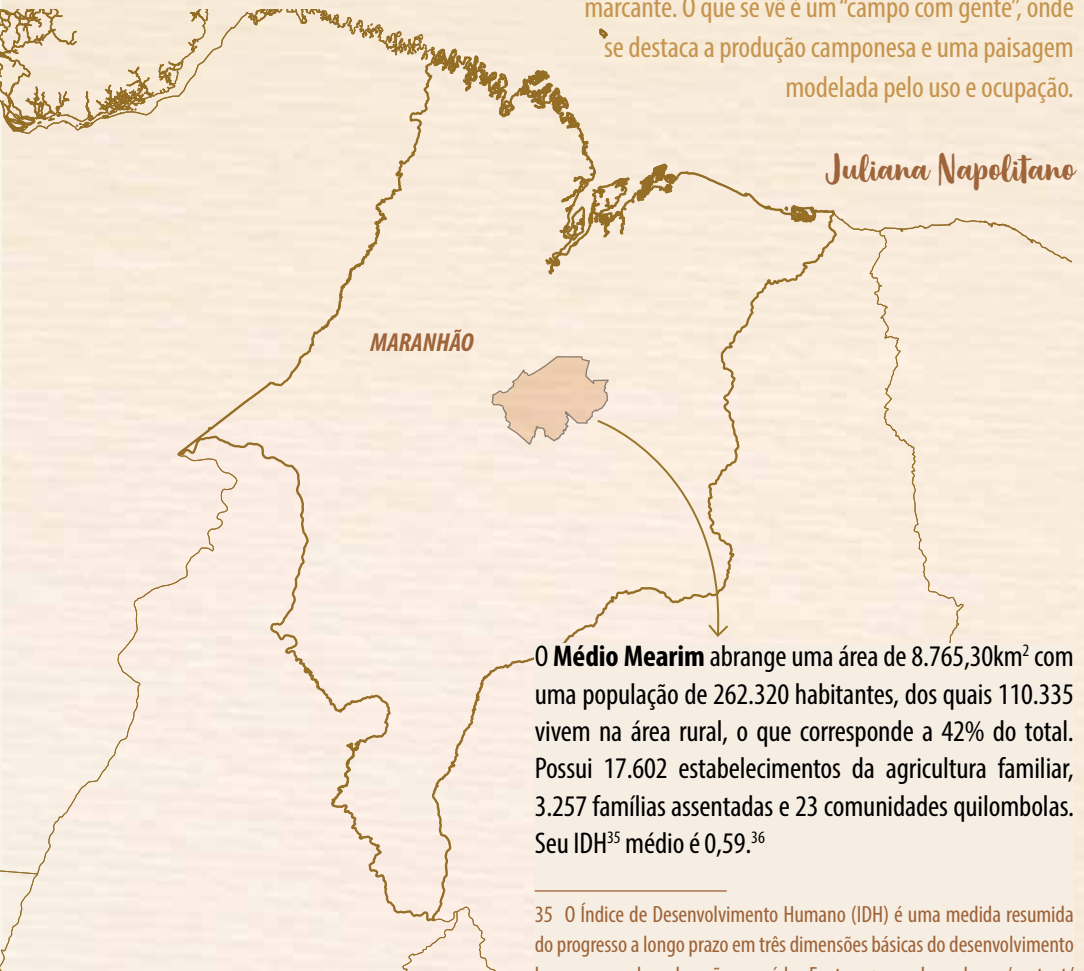 marcante. O que se vê é um “campo com gente”, onde
se destaca a produção camponesa e uma paisagem
modelada pelo uso e ocupação.
Juliana Napolitano
MARANHÃO
O Médio Mearim abrange uma área de 8.765,30km² com
uma população de 262.320 habitantes, dos quais 110.335
vivem na área rural, o que corresponde a 42% do total.
Possui 17.602 estabelecimentos da agricultura familiar,
3.257 famílias assentadas e 23 comunidades quilombolas.
Seu IDH³⁵ médio é 0,59.³⁶
35 O Índice de Desenvolvimento Humano (IDH) é uma medida resumida
do progresso a longo prazo em três dimensões básicas do desenvolvimento